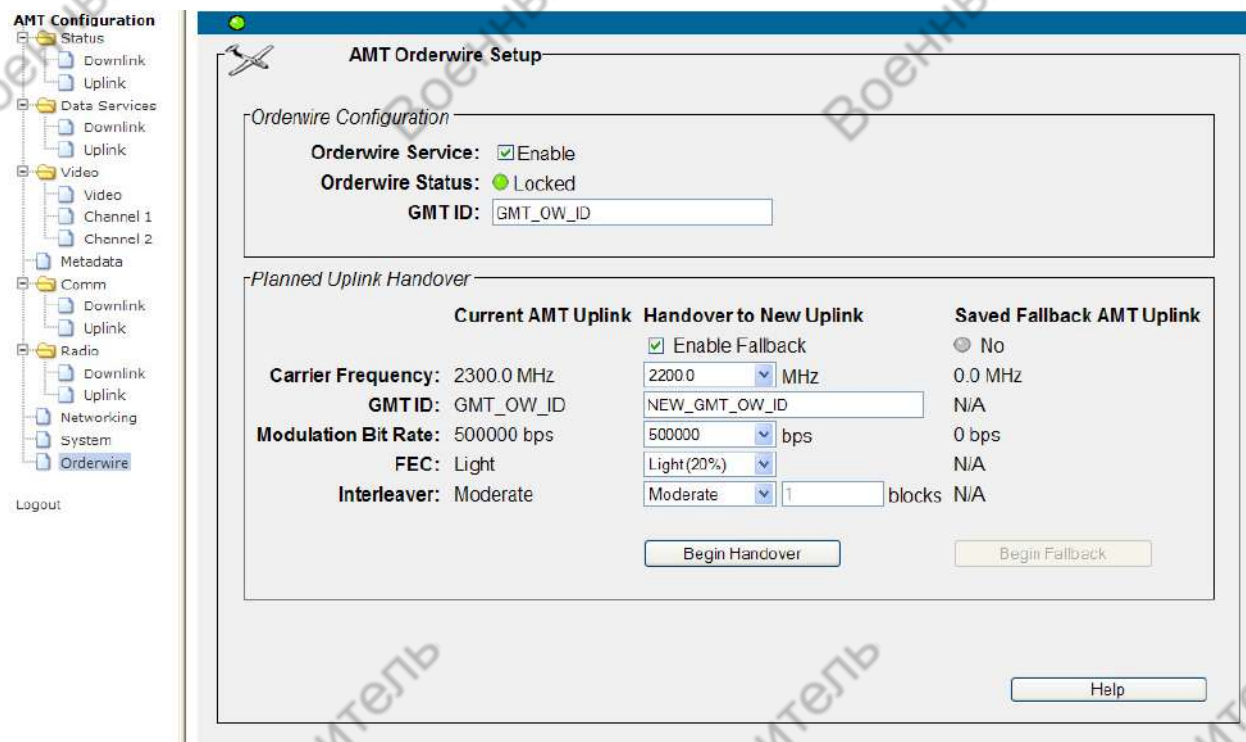 AMT Configuration
Status
Downlink
Uplink
Data Services
Downlink
Uplink
Video
Video
Channel 1
Channel 2
Metadata
Comm
Downlink
Uplink
Radio
Downlink
Uplink
Networking
System
Orderwire
Logout
AMT Orderwire Setup
Orderwire Configuration
Orderwire Service: Enable
Orderwire Status: Locked
GMT ID: GMT_OW_ID
Planned Uplink Handover
Current AMT Uplink Handover to New Uplink Saved Fallback AMT Uplink
Enable Fallback No
Carrier Frequency: 2300.0 MHz 2200.0 MHz 0.0 MHz
GMT ID: GMT_OW_ID NEW_GMT_OW_ID N/A
Modulation Bit Rate: 500000 bps 500000 bps 0 bps
FEC: Light Light(20%) N/A
Interleaver: Moderate Moderate 1 blocks N/A
Begin Handover Begin Fallback
Help